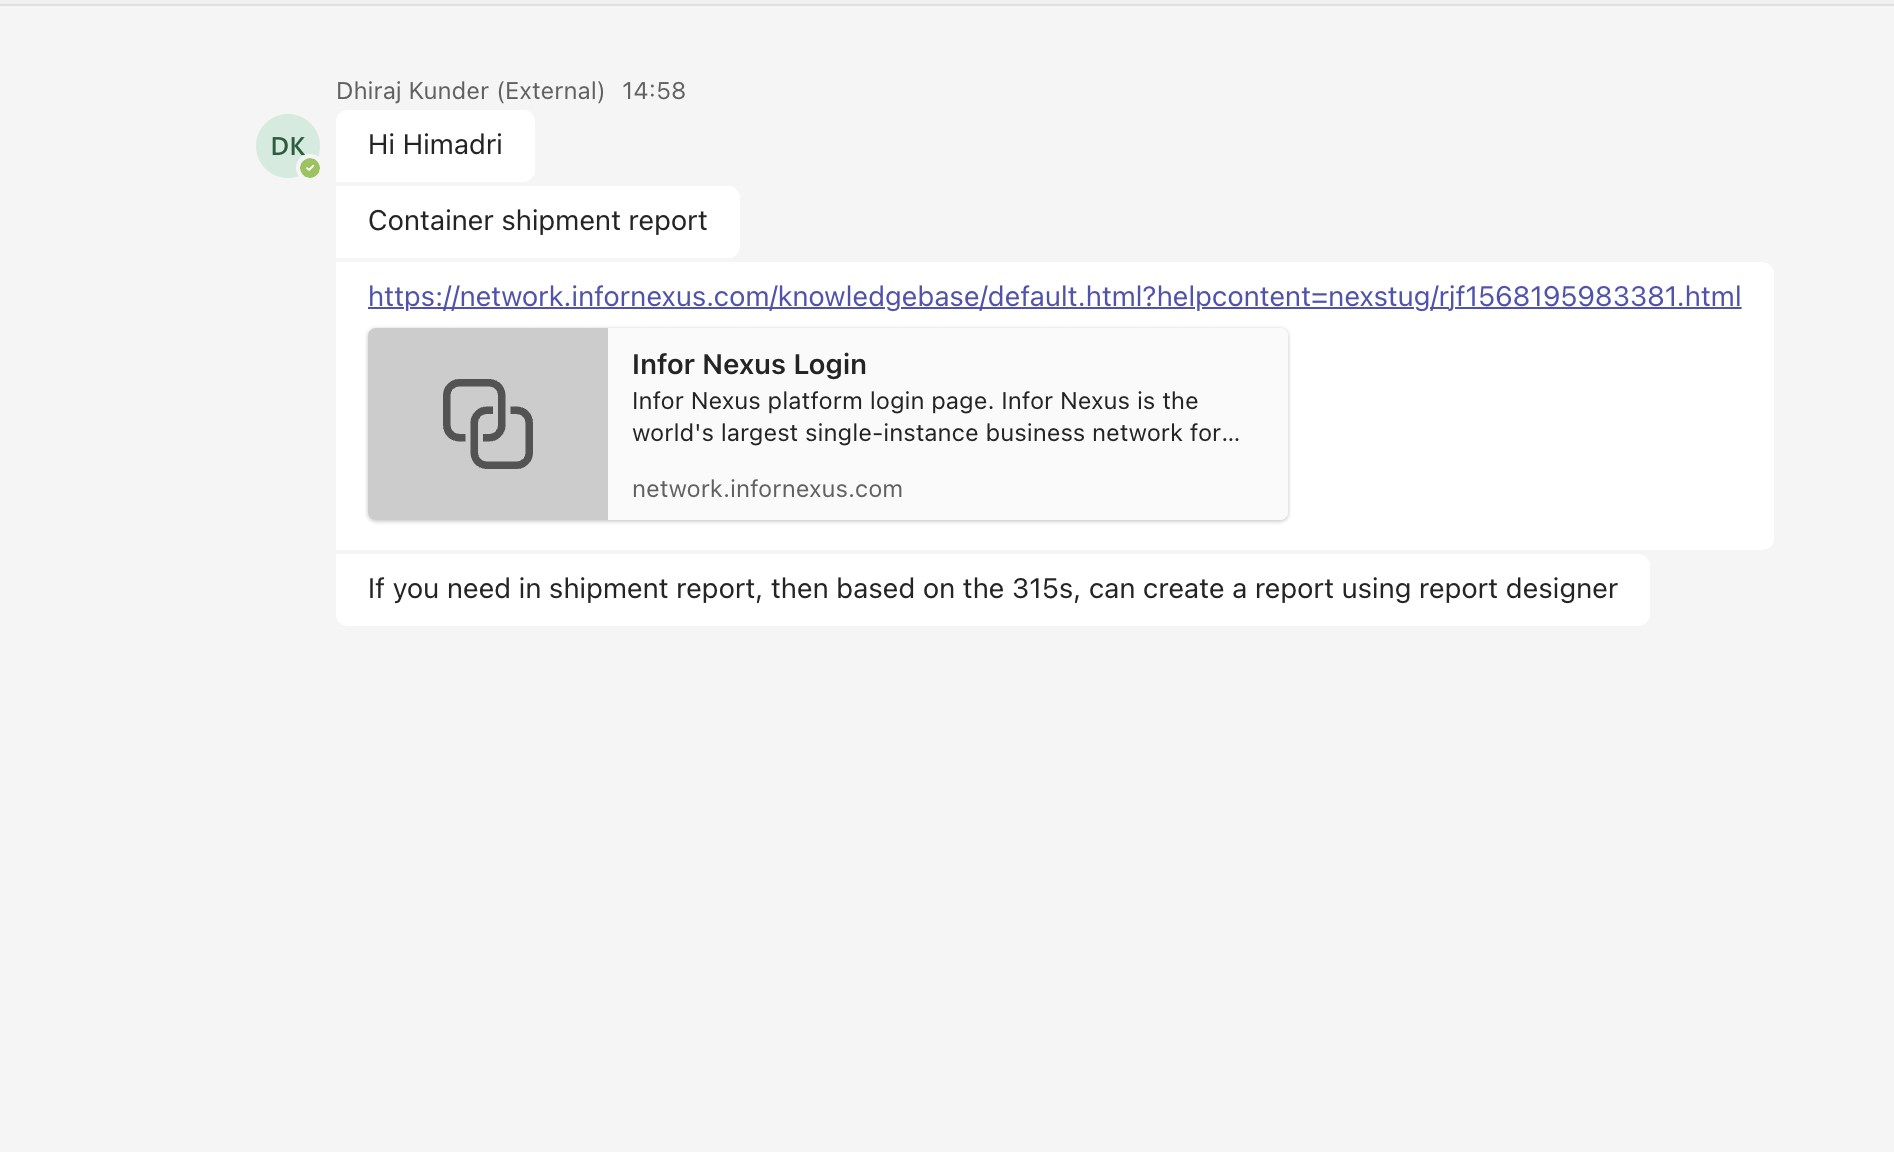 Dhiraj Kunder (External) 14:58
DK
Hi Himadri
Container shipment report
https://network.infornexus.com/knowledgebase/default.html?helpcontent=nexstug/rjf1568195983381.html
Infor Nexus Login
Infor Nexus platform login page. Infor Nexus is the
world's largest single-instance business network for...
network.infornexus.com
If you need in shipment report, then based on the 315s, can create a report using report designer